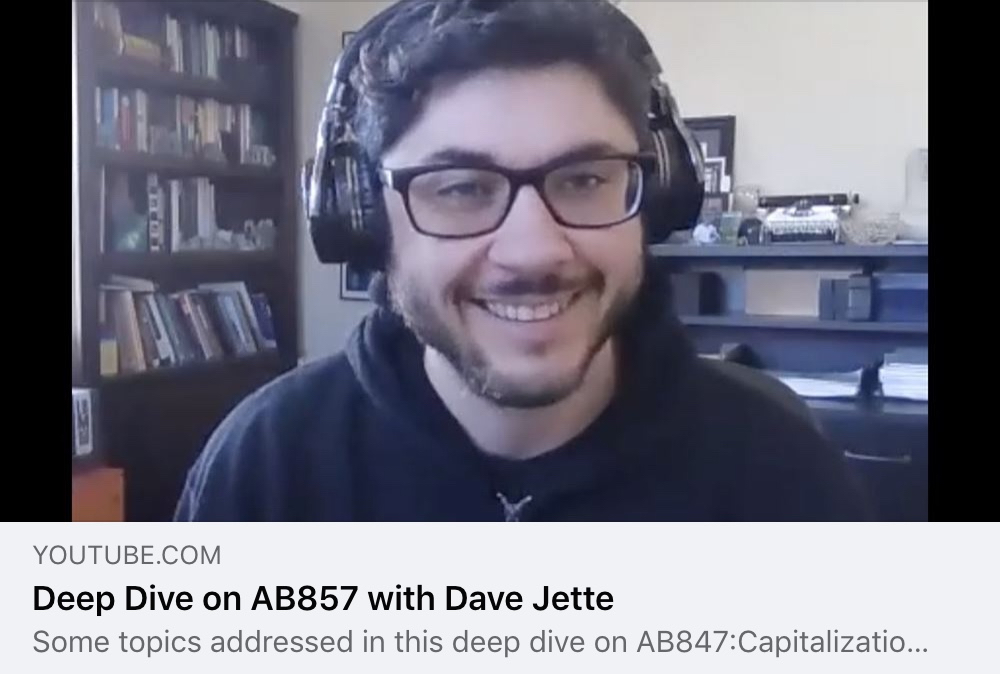 YOUTUBE.COM
Deep Dive on AB857 with Dave Jette
Some topics addressed in this deep dive on AB847:Capitalizatio...